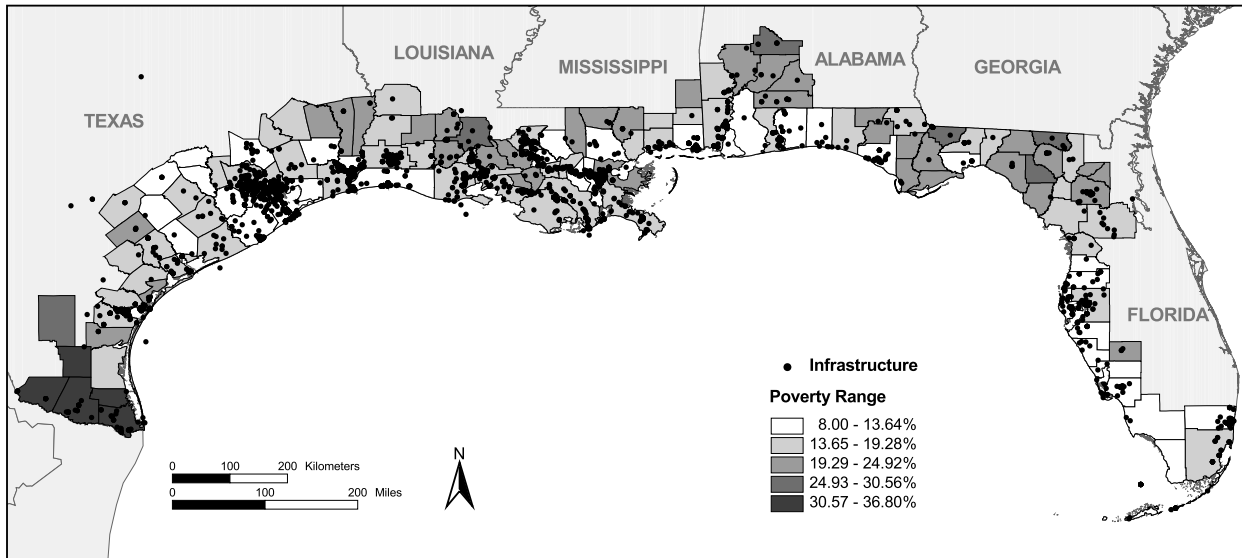 LOUISIANA
MISSISSIPPI
ALABAMA
GEORGIA
TEXAS
FLORIDA
Infrastructure
Poverty Range
8.00 - 13.64%
13.65 - 19.28%
19.29 - 24.92%
24.93 - 30.56%
30.57 - 36.80%
N
0 100 200 Kilometers
0 100 200 Miles